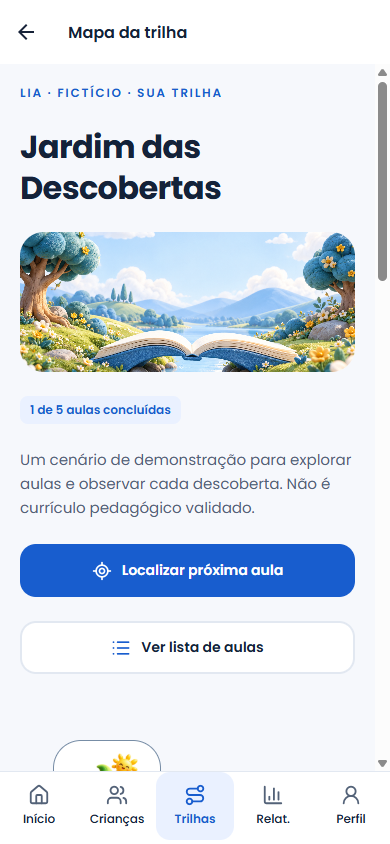 Mapa da trilha
LIA · FICTÍCIO · SUA TRILHA
Jardim das
Descobertas
1 de 5 aulas concluídas
Um cenário de demonstração para explorar
aulas e observar cada descoberta. Não é
currículo pedagógico validado.
Localizar próxima aula
Ver lista de aulas
Início
Crianças
Trilhas
Relat.
Perfil